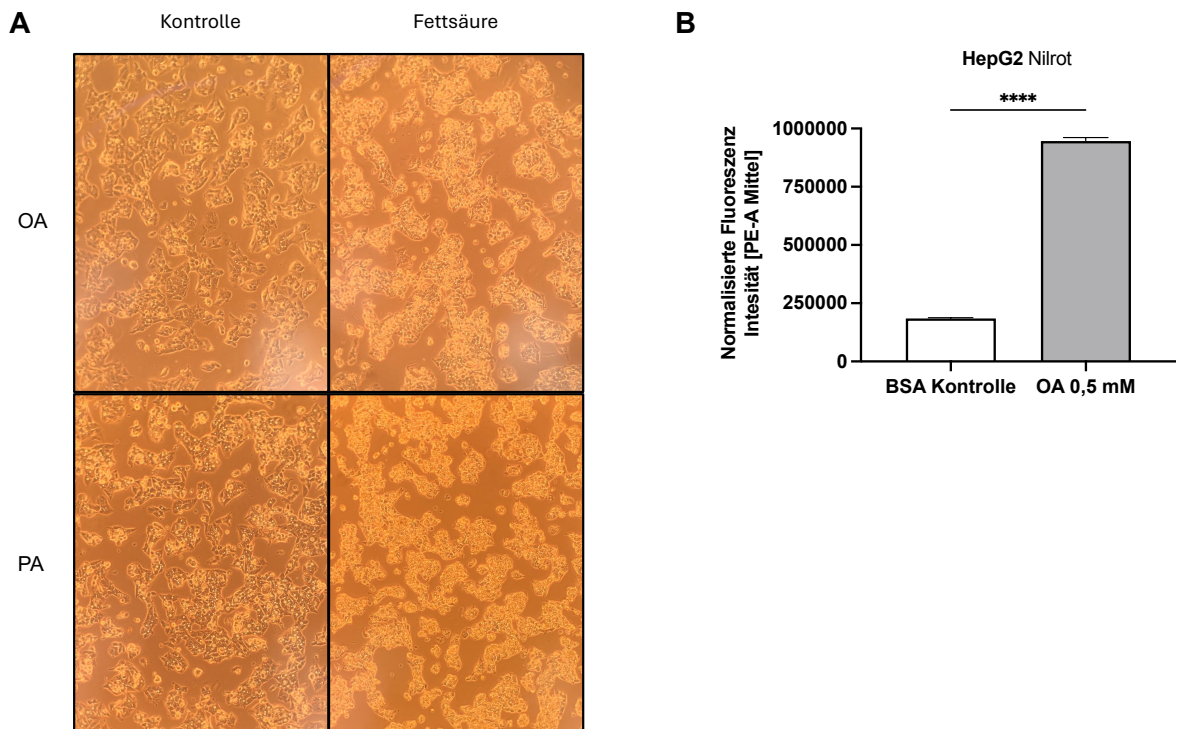 A
Kontrolle
Fettsäure
OA
PA
B
HepG2 Nilrot
****
Normalisierte Fluoreszenz
Intesität [PE-A Mittel]
1000000
750000
500000
250000
0
BSA Kontrolle
OA 0,5 mM